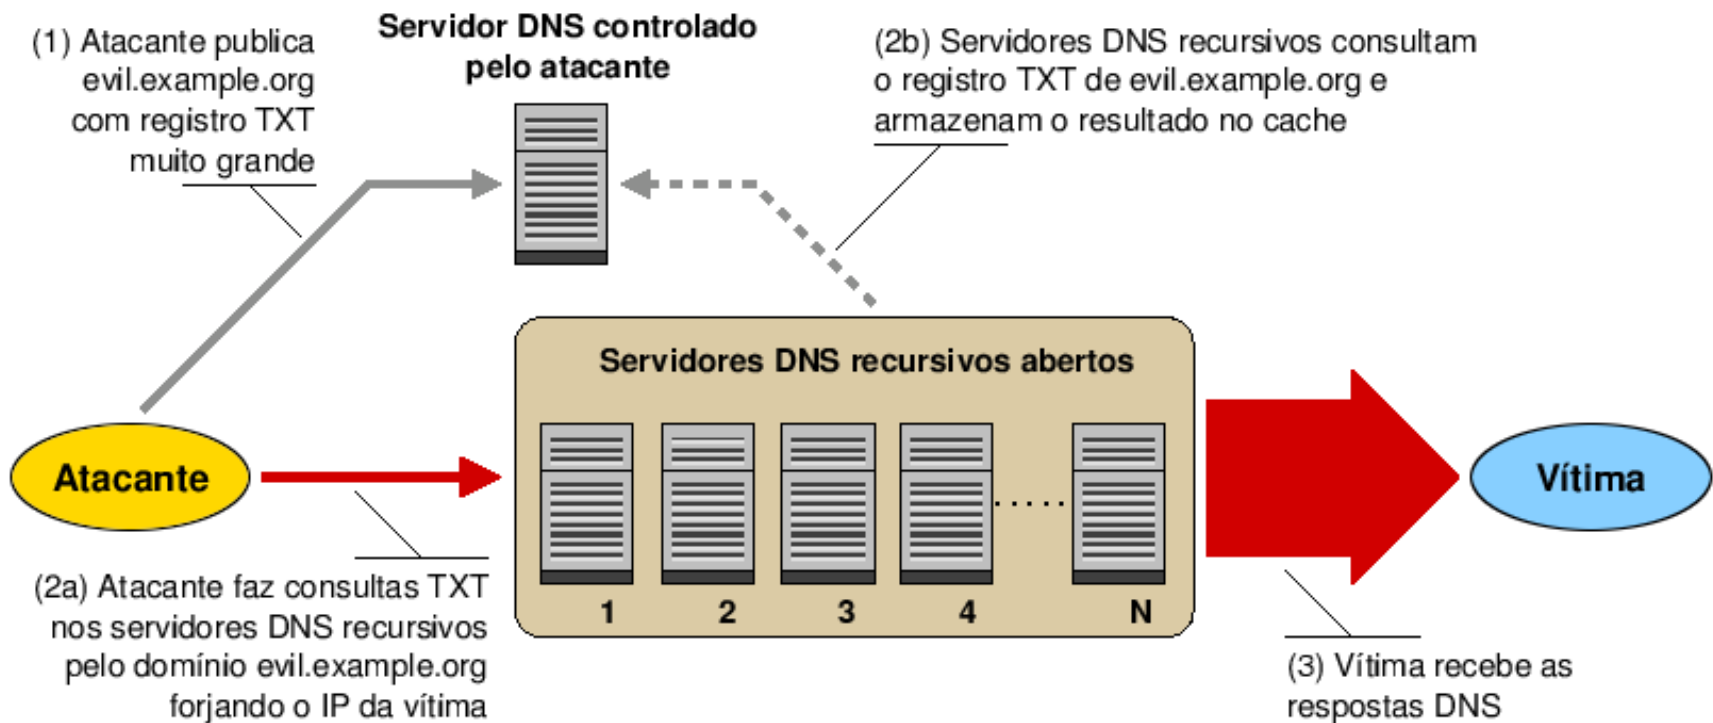 (1) Atacante publica
evil.example.org
com registro TXT
muito grande
Servidor DNS controlado
pelo atacante
(2b) Servidores DNS recursivos consultam
o registro TXT de evil.example.org e
armazenam o resultado no cache
Servidores DNS recursivos abertos
Atacante
1
2
3
4
......
N
Vítima
(2a) Atacante faz consultas TXT
nos servidores DNS recursivos
pelo domínio evil.example.org
forjando o IP da vítima
(3) Vítima recebe as
respostas DNS